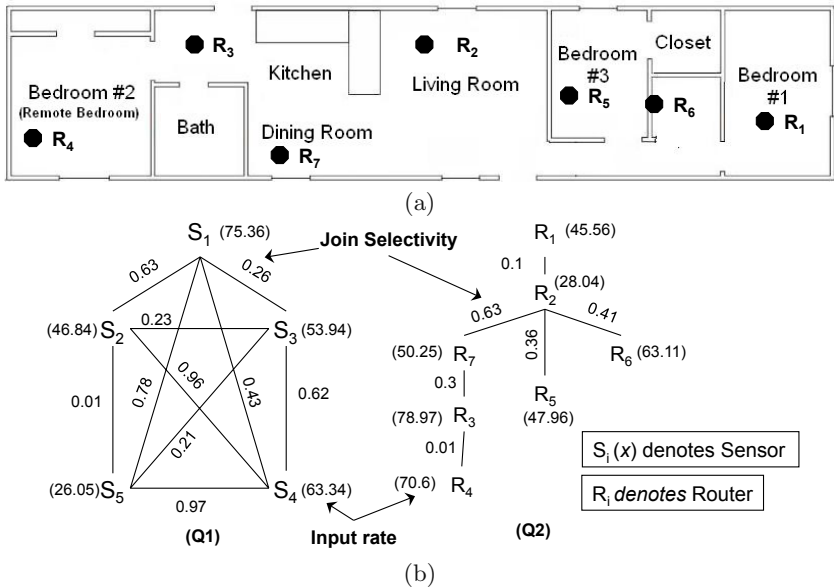 R3
R2
Closet
Kitchen
Bedroom
#3
Bedroom
#1
Living Room
Bedroom #2
(Remote Bedroom)
R5
R6
Bath
Dining Room
R1
R4
R7
(a)
S1 (75.36)
Join Selectivity
R1 (45.56)
0.63
0.26
0.1
R2 (28.04)
(46.84) S2
0.23
S3 (53.94)
0.63
0.36
0.41
(50.25) R7
R6 (63.11)
0.01
0.78
0.96
0.43
0.62
0.3
R5
(47.96)
0.21
(78.97) R3
0.01
Si (x) denotes Sensor
(26.05) S5
0.97
S4 (63.34)
(70.6) R4
Ri denotes Router
(Q1)
Input rate
(Q2)
(b)